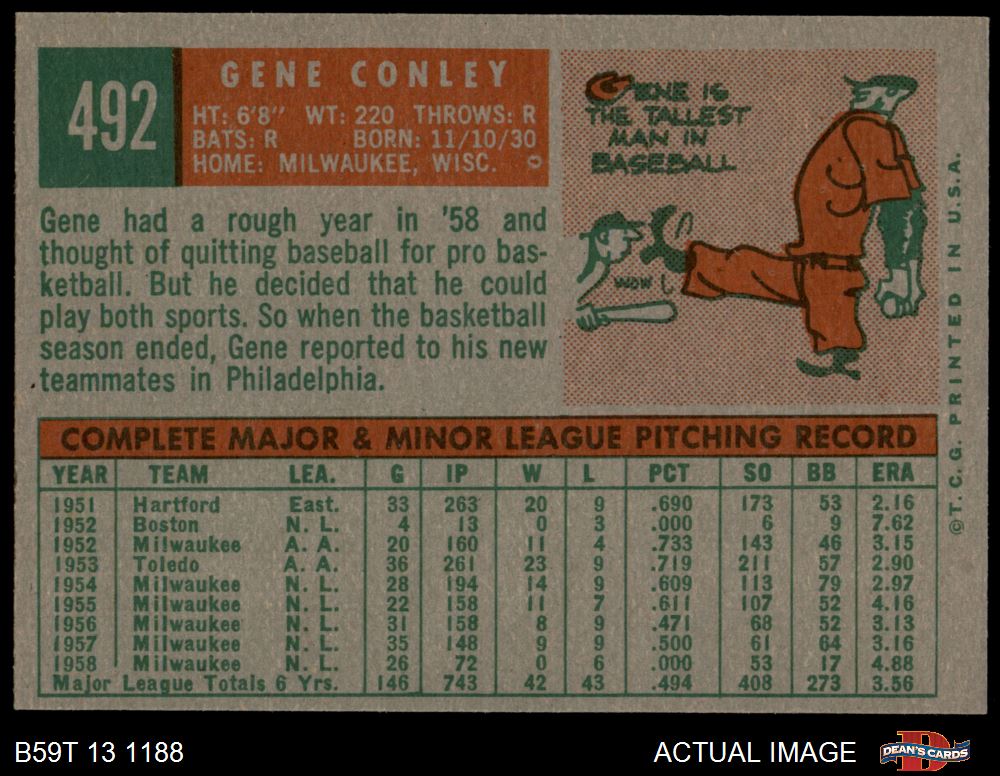 492
GENE CONLEY
HT: 6'8" WT: 220 THROWS: R
BATS: R BORN: 11/10/30
HOME: MILWAUKEE, WISC.
GENE IS
THE TALLEST
MAN IN
BASEBALL
WOW!
Gene had a rough year in '58 and
thought of quitting baseball for pro bas-
ketball. But he decided that he could
play both sports. So when the basketball
season ended, Gene reported to his new
teammates in Philadelphia.
COMPLETE MAJOR & MINOR LEAGUE PITCHING RECORD
YEAR TEAM LEA. G IP W L PCT SO BB ERA
1951 Hartford East. 33 263 20 9 .690 173 53 2.16
1952 Boston N. L. 4 13 0 3 .000 6 9 7.62
1952 Milwaukee A. A. 20 160 11 4 .733 143 46 3.15
1953 Toledo A. A. 36 261 23 9 .719 211 57 2.90
1954 Milwaukee N. L. 28 194 14 9 .609 113 79 2.97
1955 Milwaukee N. L. 22 158 11 7 .611 107 52 4.16
1956 Milwaukee N. L. 31 158 8 9 .471 68 52 3.13
1957 Milwaukee N. L. 35 148 9 9 .500 61 64 3.16
1958 Milwaukee N. L. 26 72 0 6 .000 53 17 4.88
Major League Totals 6 Yrs. 146 743 42 43 .494 408 273 3.56
©T. C. G. PRINTED IN U.S.A.
B59T 13 1188
ACTUAL IMAGE
D
DEAN'S CARDS